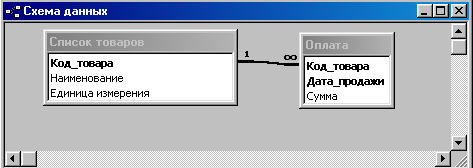 Схема данных
Список товаров
Код_товара
Наименование
Единица измерения
1
∞
Оплата
Код_товара
Дата_продажи
Сумма